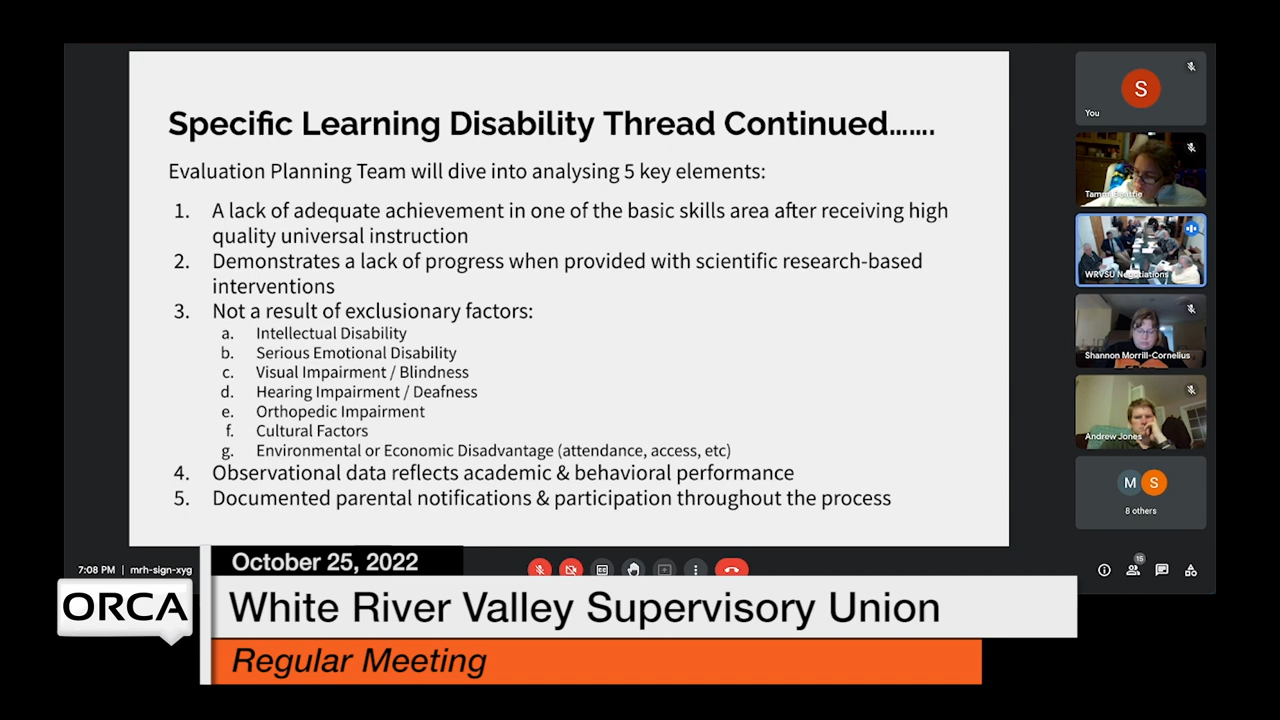 Specific Learning Disability Thread Continued.......
Evaluation Planning Team will dive into analysing 5 key elements:
1. A lack of adequate achievement in one of the basic skills area after receiving high
quality universal instruction
2. Demonstrates a lack of progress when provided with scientific research-based
interventions
3. Not a result of exclusionary factors:
a. Intellectual Disability
b. Serious Emotional Disability
c. Visual Impairment / Blindness
d. Hearing Impairment / Deafness
e. Orthopedic Impairment
f. Cultural Factors
g. Environmental or Economic Disadvantage (attendance, access, etc)
4. Observational data reflects academic & behavioral performance
5. Documented parental notifications & participation throughout the process
S
You
WRVSU Negotiations
Shannon Morrill-Cornelius
Andrew Jones
M S
8 others
7:08 PM | mrh-sign-xyg
15
October 25, 2022
ORCA
White River Valley Supervisory Union
Regular Meeting